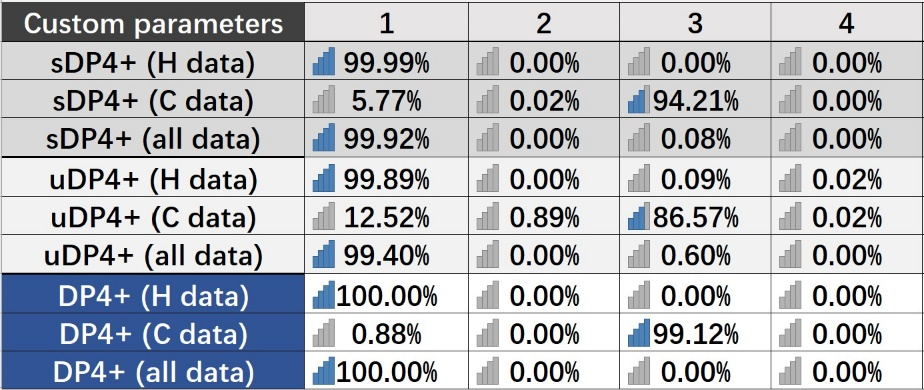 Custom parameters 1 2 3 4
sDP4+ (H data) 99.99% 0.00% 0.00% 0.00%
sDP4+ (C data) 5.77% 0.02% 94.21% 0.00%
sDP4+ (all data) 99.92% 0.00% 0.08% 0.00%
uDP4+ (H data) 99.89% 0.00% 0.09% 0.02%
uDP4+ (C data) 12.52% 0.89% 86.57% 0.02%
uDP4+ (all data) 99.40% 0.00% 0.60% 0.00%
DP4+ (H data) 100.00% 0.00% 0.00% 0.00%
DP4+ (C data) 0.88% 0.00% 99.12% 0.00%
DP4+ (all data) 100.00% 0.00% 0.00% 0.00%